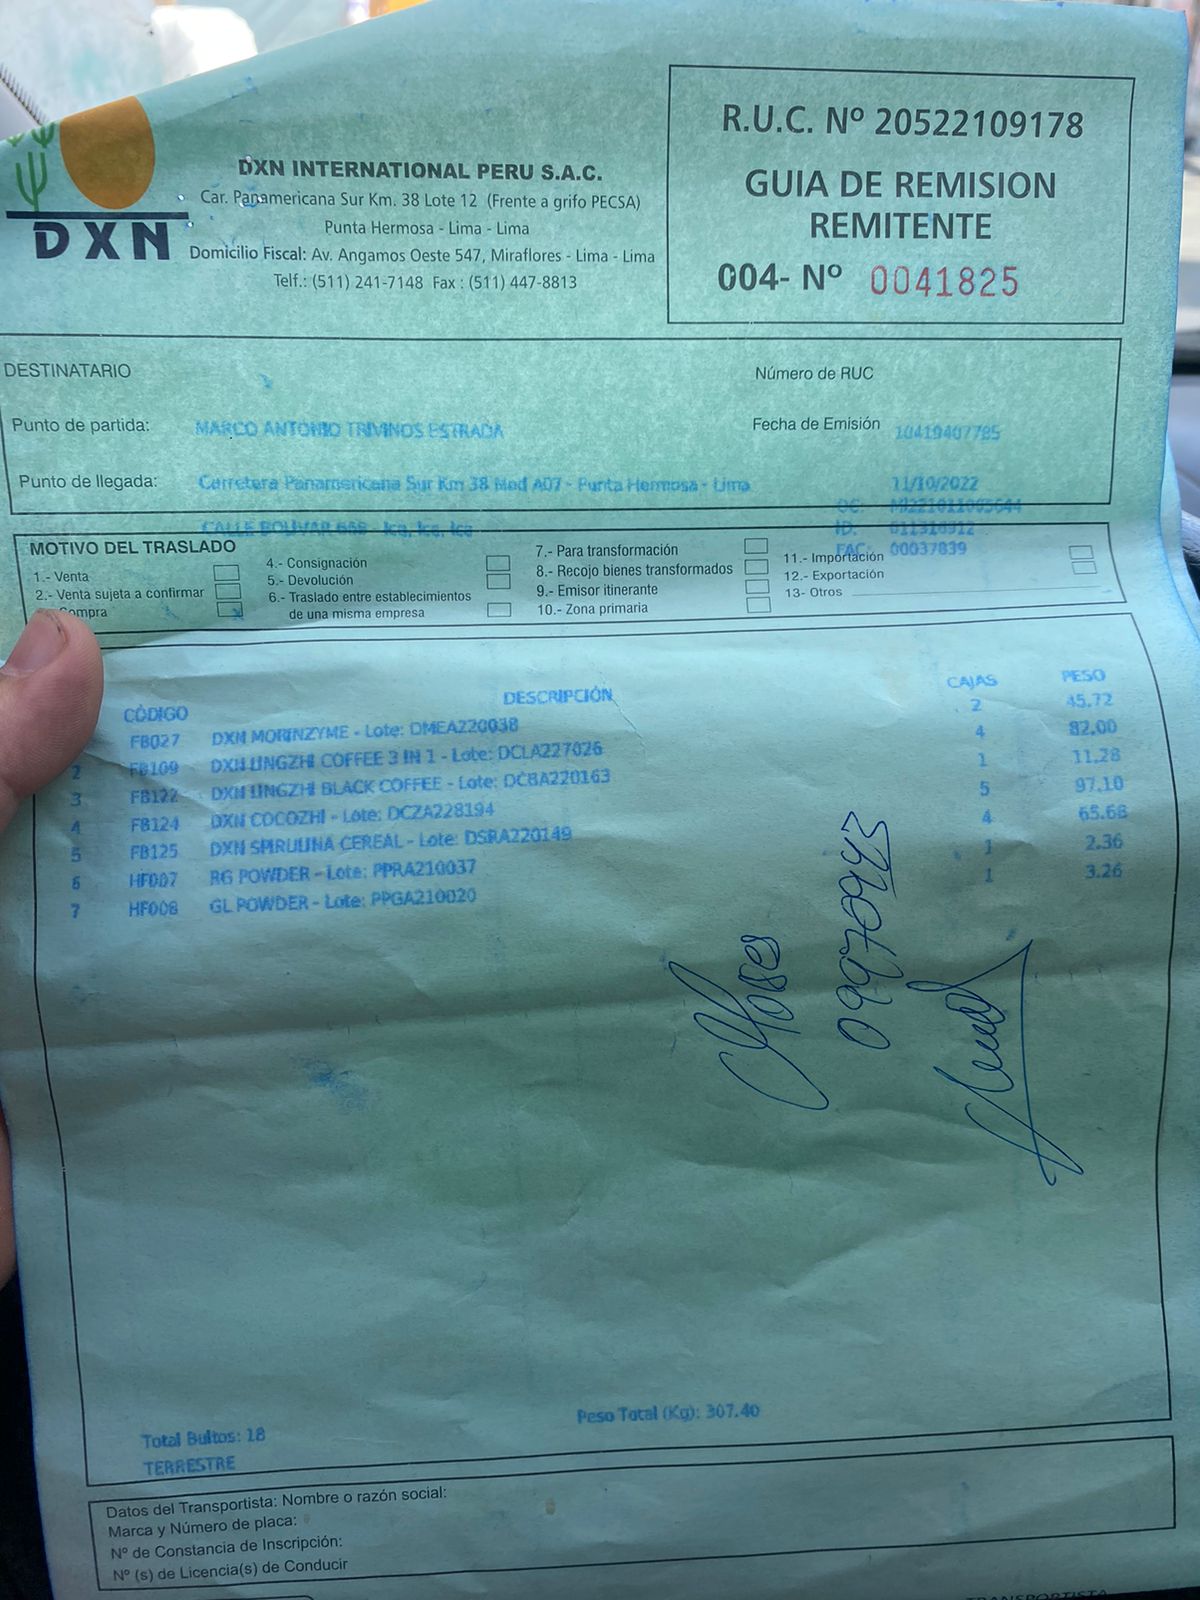 R.U.C. Nº 20522109178
GUIA DE REMISION
REMITENTE
004- Nº 0041825
DXN
DXN INTERNATIONAL PERU S.A.C.
Car. Panamericana Sur Km. 38 Lote 12 (Frente a grifo PECSA)
Punta Hermosa - Lima - Lima
Domicilio Fiscal: Av. Angamos Oeste 547, Miraflores - Lima - Lima
Telf.: (511) 241-7148 Fax : (511) 447-8813
DESTINATARIO
Número de RUC
Punto de partida: MARCO ANTONIO TRIVINOS ESTRADA
Fecha de Emisión 10419407785
Punto de llegada: Carretera Panamericana Sur Km 38 Mod A07 - Punta Hermosa - Lima
11/10/2022
CALLE BOLIVAR 668 - Ica, Ica, Ica
OC:
ID: 011316912
FAC: 00037839
MOTIVO DEL TRASLADO
1.- Venta
2.- Venta sujeta a confirmar
Compra
4.- Consignación
5.- Devolución
6.- Traslado entre establecimientos
de una misma empresa
7.- Para transformación
8.- Recojo bienes transformados
9.- Emisor itinerante
10.- Zona primaria
11.- Importación
12.- Exportación
13- Otros
CÓDIGO DESCRIPCIÓN CAJAS PESO
FB027 DXN MORINZYME - Lote: DMEA220038 2 45.72
2 FB109 DXN LINGZHI COFFEE 3 IN 1 - Lote: DCLA227026 4 82.00
3 FB122 DXN LINGZHI BLACK COFFEE - Lote: DCBA220163 1 11.28
4 FB124 DXN COCOZHI - Lote: DCZA228194 5 97.10
5 FB125 DXN SPIRULINA CEREAL - Lote: DSRA220149 4 65.68
6 HF007 RG POWDER - Lote: PPRA210037 1 2.36
7 HF008 GL POWDER - Lote: PPGA210020 1 3.26
099709943
Total Bultos: 18
Peso Total (Kg): 307.40
TERRESTRE
Datos del Transportista: Nombre o razón social:
Marca y Número de placa:
Nº de Constancia de Inscripción:
Nº (s) de Licencia(s) de Conducir
TRANSPORTISTA